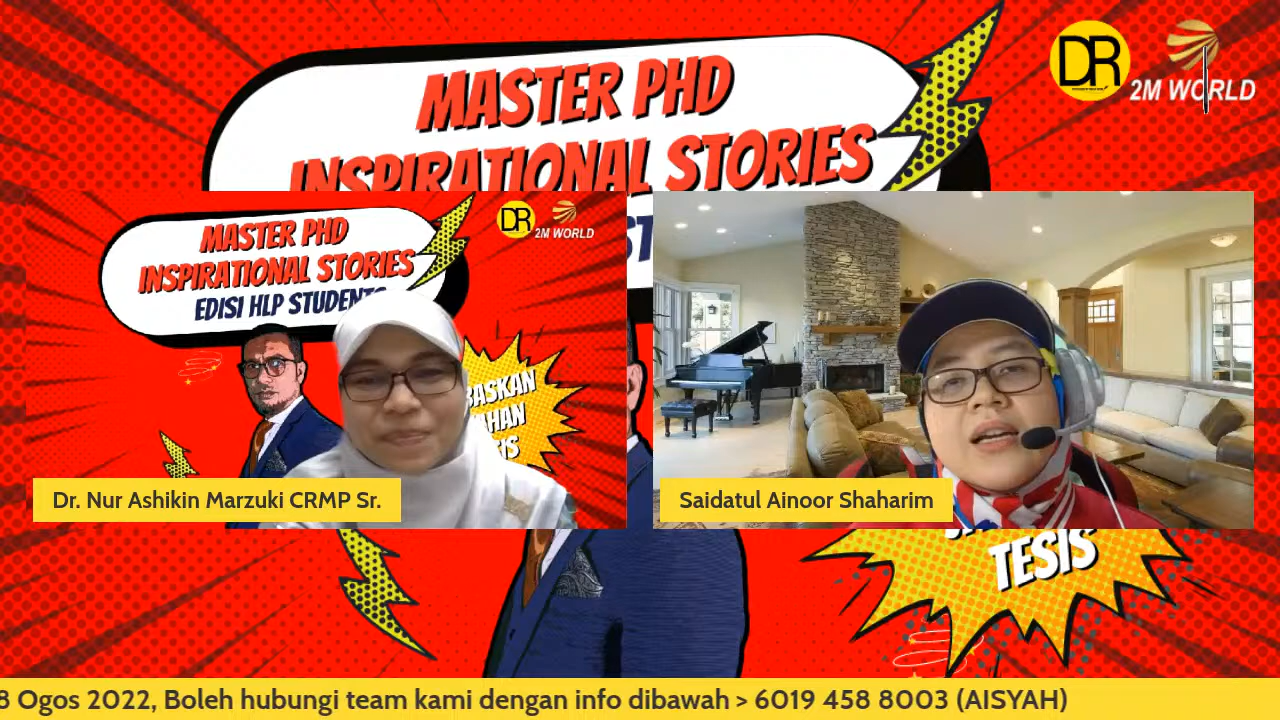 MASTER PHD
INSPIRATIONAL STORIES
DR
2M WORLD
MASTER PHD
INSPIRATIONAL STORIES
EDISI HLP STUDENTS
DR
2M WORLD
TESIS
Dr. Nur Ashikin Marzuki CRMP Sr.
Saidatul Ainoor Shaharim
8 Ogos 2022, Boleh hubungi team kami dengan info dibawah > 6019 458 8003 (AISYAH)